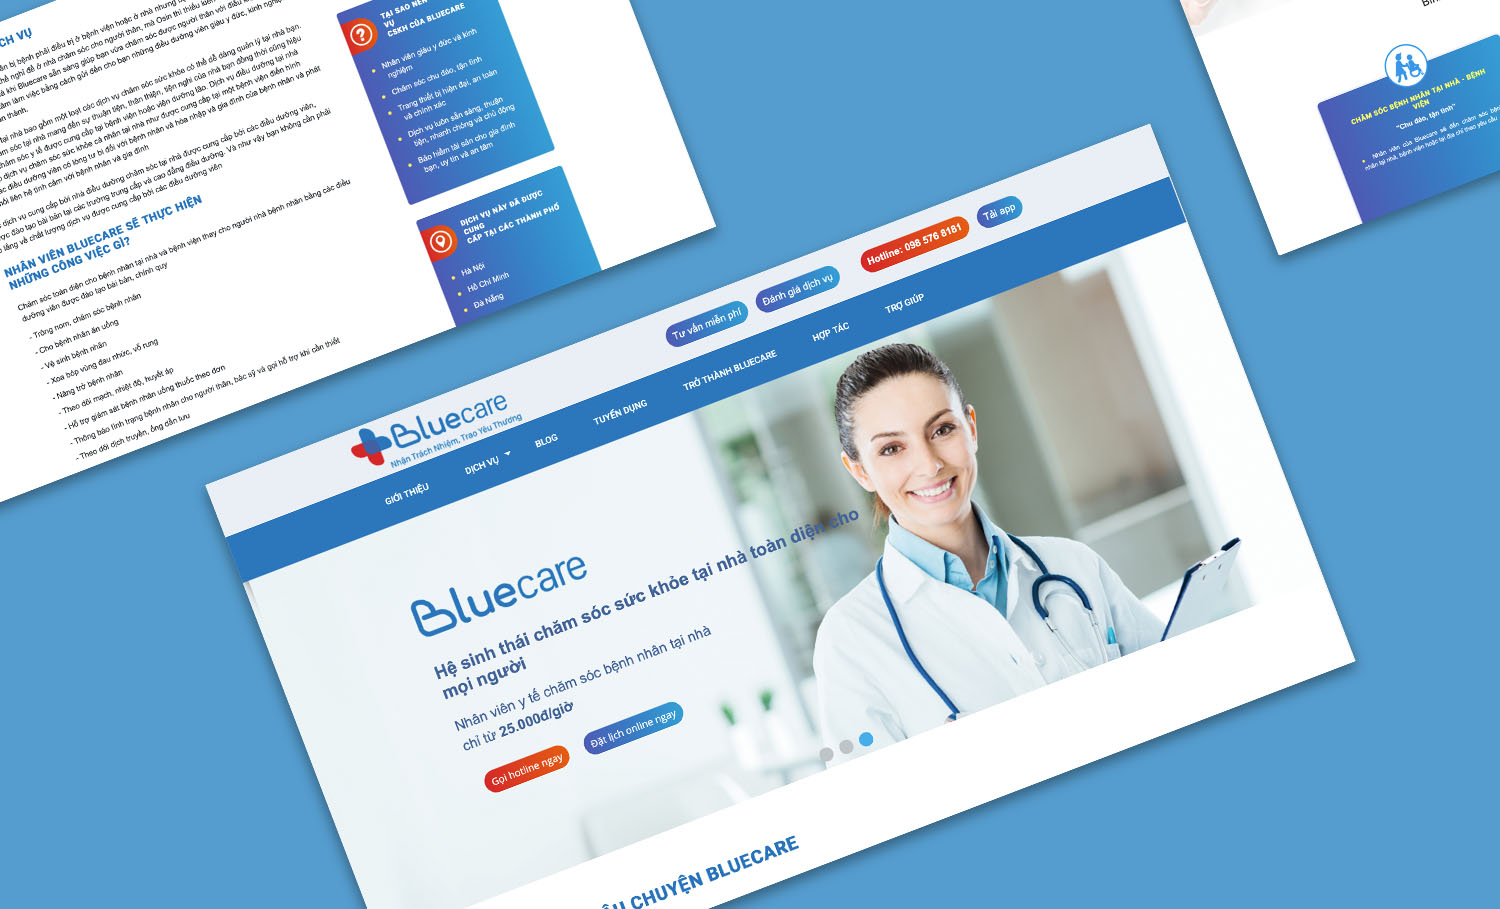 CH VỤ
ân bị bệnh phải điều trị ở bệnh viện hoặc ở nhà nhưng
thể nghỉ để ở nhà chăm sóc cho người thân, mà Osin thì thiếu kiến
à khi Bluecare sẵn sàng giúp bạn vừa chăm sóc được người thân với điều
âm làm việc bằng cách gửi đến cho bạn những điều dưỡng viên giàu y đức, kinh nghiệm
n thành.
tại nhà bao gồm một loạt các dịch vụ chăm sóc sức khỏe có thể dễ dàng quản lý tại nhà bạn.
ăm sóc tại nhà mang đến sự thuận tiện, thân thiện, tiện nghi của nhà bạn đồng thời cũng hiệu
chăm sóc y tế được cung cấp tại bệnh viện hoặc viện dưỡng lão. Dịch vụ điều dưỡng tại nhà
dịch vụ chăm sóc sức khỏe cá nhân tại nhà như được cung cấp tại một bệnh viện điển hình
ác điều dưỡng viên có lòng tư bi đối với bệnh nhân và hòa nhập và gia đình của bệnh nhân và phát
mối liên hệ tình cảm với bệnh nhân và gia đình
dịch vụ cung cấp bởi nhà điều dưỡng chăm sóc tại nhà được cung cấp bởi các điều dưỡng viên,
ược đào tạo bài bản tại các trường trung cấp và cao đẳng điều dưỡng. Và như vậy bạn không cần phải
lo lắng về chất lượng dịch vụ được cung cấp bởi các điều dưỡng viên
NHÂN VIÊN BLUECARE SẼ THỰC HIỆN
NHỮNG CÔNG VIỆC GÌ?
Chăm sóc toàn diện cho bệnh nhân tại nhà và bệnh viện thay cho người nhà bệnh nhân bằng các điều
dưỡng viên được đào tạo bài bản, chính quy
- Trông nom, chăm sóc bệnh nhân
- Cho bệnh nhân ăn uống
- Vệ sinh bệnh nhân
- Xoa bóp vùng đau nhức, vỗ rung
- Nâng trở bệnh nhân
- Theo dõi mạch, nhiệt độ, huyết áp
- Hỗ trợ giám sát bệnh nhân uống thuốc theo đơn
- Thông báo tình trạng bệnh nhân cho người thân, bác sỹ và gọi hỗ trợ khi cần thiết
- Theo dõi dịch truyền, ống dẫn lưu
TẠI SAO NÊN
VỤ
CSKH CỦA BLUECARE
Nhân viên giàu y đức và kinh
nghiệm
Chăm sóc chu đáo, tận tình
Trang thiết bị hiện đại, an toàn
và chính xác
Dịch vụ luôn sẵn sàng, thuận
tiện, nhanh chóng và chủ động
Bảo hiểm tài sản cho gia đình
bạn, uy tín và an tâm
DỊCH VỤ NÀY ĐÃ ĐƯỢC
CUNG
CẤP TẠI CÁC THÀNH PHỐ
Hà Nội
Hồ Chí Minh
Đà Nẵng
CHĂM SÓC BỆNH NHÂN TẠI NHÀ - BỆNH
VIỆN
"Chu đáo, tận tình"
Nhân viên của Bluecare sẽ đến chăm sóc bệnh
nhân tại nhà, bệnh viện hoặc tại địa chỉ theo yêu cầu
Tư vấn miễn phí
Đánh giá dịch vụ
Hotline: 098 576 8181
Tải app
Bluecare
Nhận Trách Nhiệm, Trao Yêu Thương
GIỚI THIỆU
DỊCH VỤ
BLOG
TUYỂN DỤNG
TRỞ THÀNH BLUECARE
HỢP TÁC
TRỢ GIÚP
Bluecare
Hệ sinh thái chăm sóc sức khỏe tại nhà toàn diện cho
mọi người
Nhân viên y tế chăm sóc bệnh nhân tại nhà
chỉ từ 25.000đ/giờ
Gọi hotline ngay
Đặt lịch online ngay
CHUYỆN BLUECARE